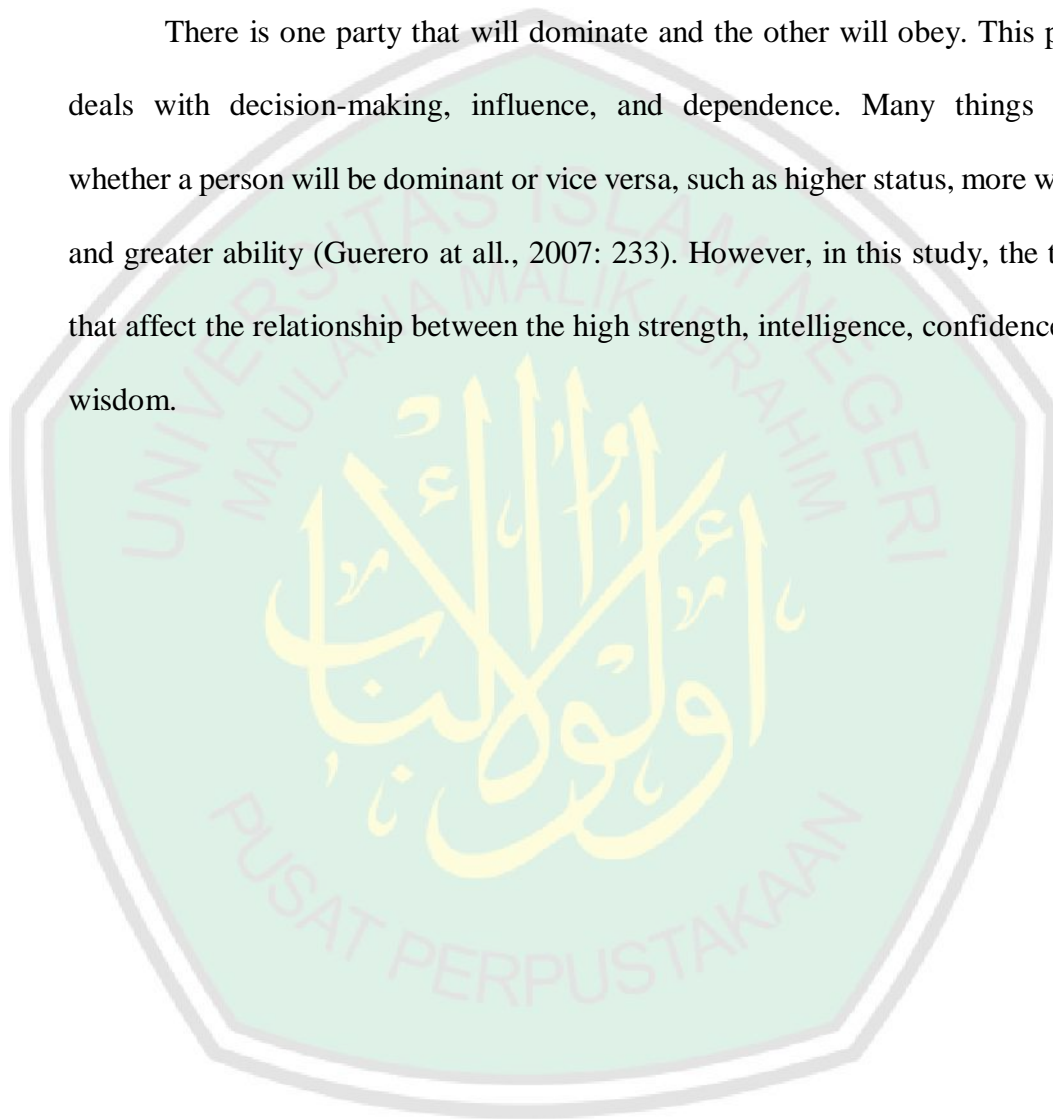 There is one party that will dominate and the other will obey. This p
deals with decision-making, influence, and dependence. Many things
whether a person will be dominant or vice versa, such as higher status, more w
and greater ability (Guerero at all., 2007: 233). However, in this study, the t
that affect the relationship between the high strength, intelligence, confidence
wisdom.
UNIVERSITAS ISLAM NEGERI
MAULANA MALIK IBRAHIM
أولوا الألباب
PUSAT PERPUSTAKAAN